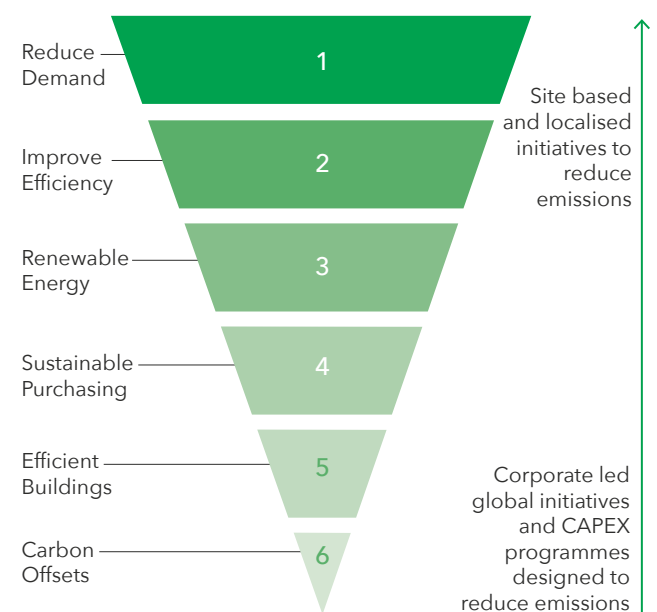 Reduce
Demand
1
Site based
and localised
initiatives to
reduce
emissions
Improve
Efficiency
2
Renewable
Energy
3
Sustainable
Purchasing
4
Efficient
Buildings
5
Corporate led
global initiatives
and CAPEX
programmes
designed to
reduce emissions
Carbon
Offsets
6